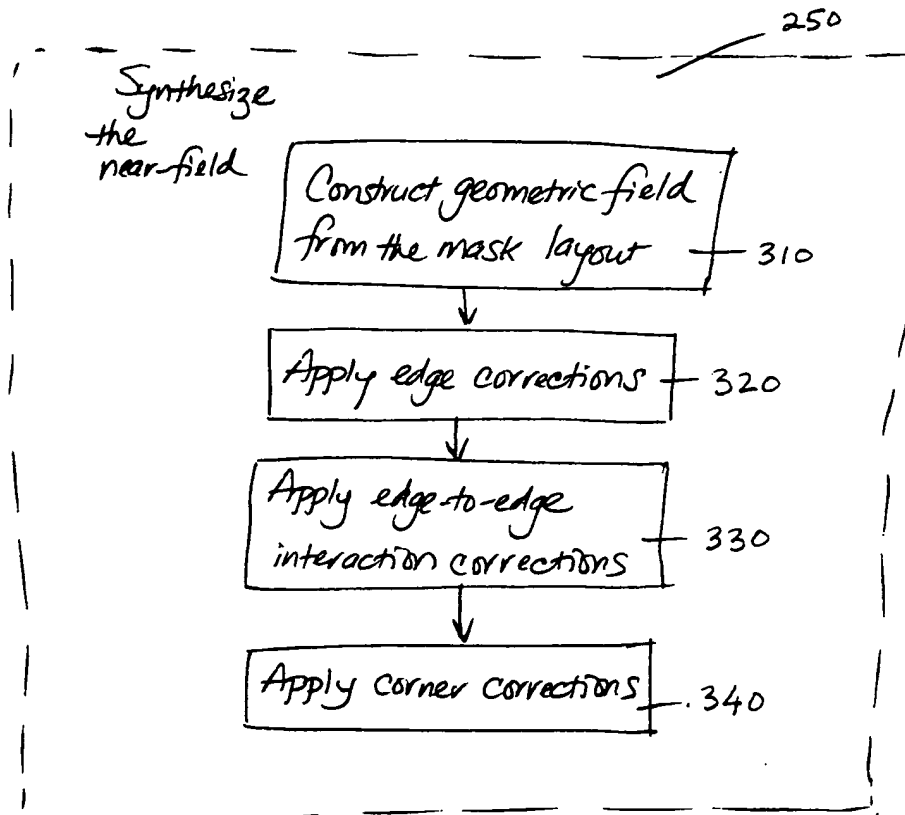 250
Synthesize
the
near-field
Construct geometric field
from the mask layout
310
Apply edge corrections
320
Apply edge-to-edge
interaction corrections
330
Apply corner corrections
340